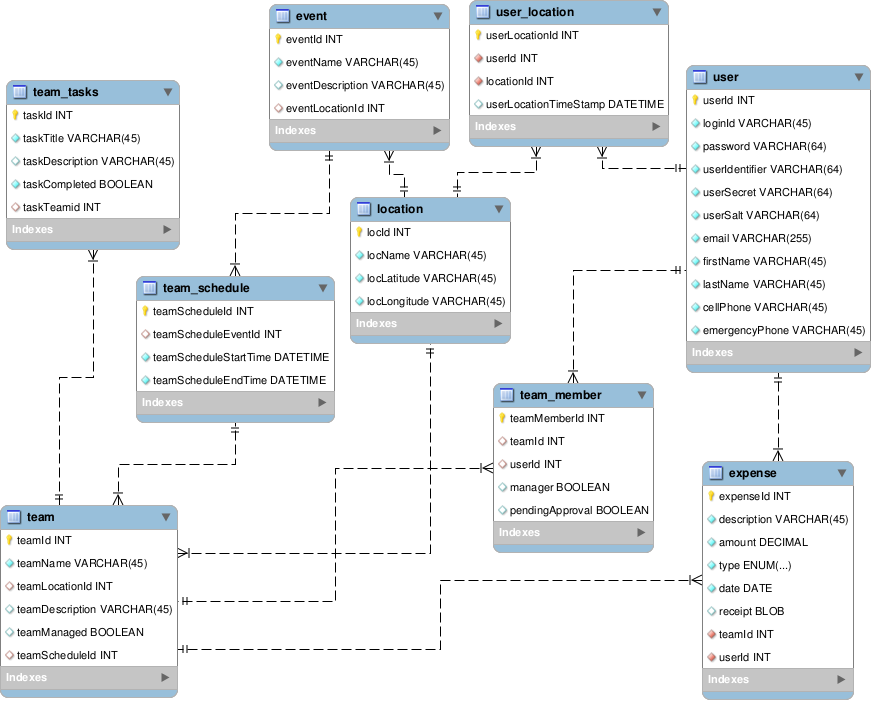 event
eventId INT
eventName VARCHAR(45)
eventDescription VARCHAR(45)
eventLocationId INT
Indexes
user_location
userLocationId INT
userId INT
locationId INT
userLocationTimeStamp DATETIME
Indexes
user
userId INT
loginId VARCHAR(45)
password VARCHAR(64)
userIdentifier VARCHAR(64)
userSecret VARCHAR(64)
userSalt VARCHAR(64)
email VARCHAR(255)
firstName VARCHAR(45)
lastName VARCHAR(45)
cellPhone VARCHAR(45)
emergencyPhone VARCHAR(45)
Indexes
team_tasks
taskId INT
taskTitle VARCHAR(45)
taskDescription VARCHAR(45)
taskCompleted BOOLEAN
taskTeamid INT
Indexes
location
locId INT
locName VARCHAR(45)
locLatitude VARCHAR(45)
locLongitude VARCHAR(45)
Indexes
team_schedule
teamScheduleId INT
teamScheduleEventId INT
teamScheduleStartTime DATETIME
teamScheduleEndTime DATETIME
Indexes
team_member
teamMemberId INT
teamId INT
userId INT
manager BOOLEAN
pendingApproval BOOLEAN
Indexes
expense
expenseId INT
description VARCHAR(45)
amount DECIMAL
type ENUM(...)
date DATE
receipt BLOB
teamId INT
userId INT
Indexes
team
teamId INT
teamName VARCHAR(45)
teamLocationId INT
teamDescription VARCHAR(45)
teamManaged BOOLEAN
teamScheduleId INT
Indexes